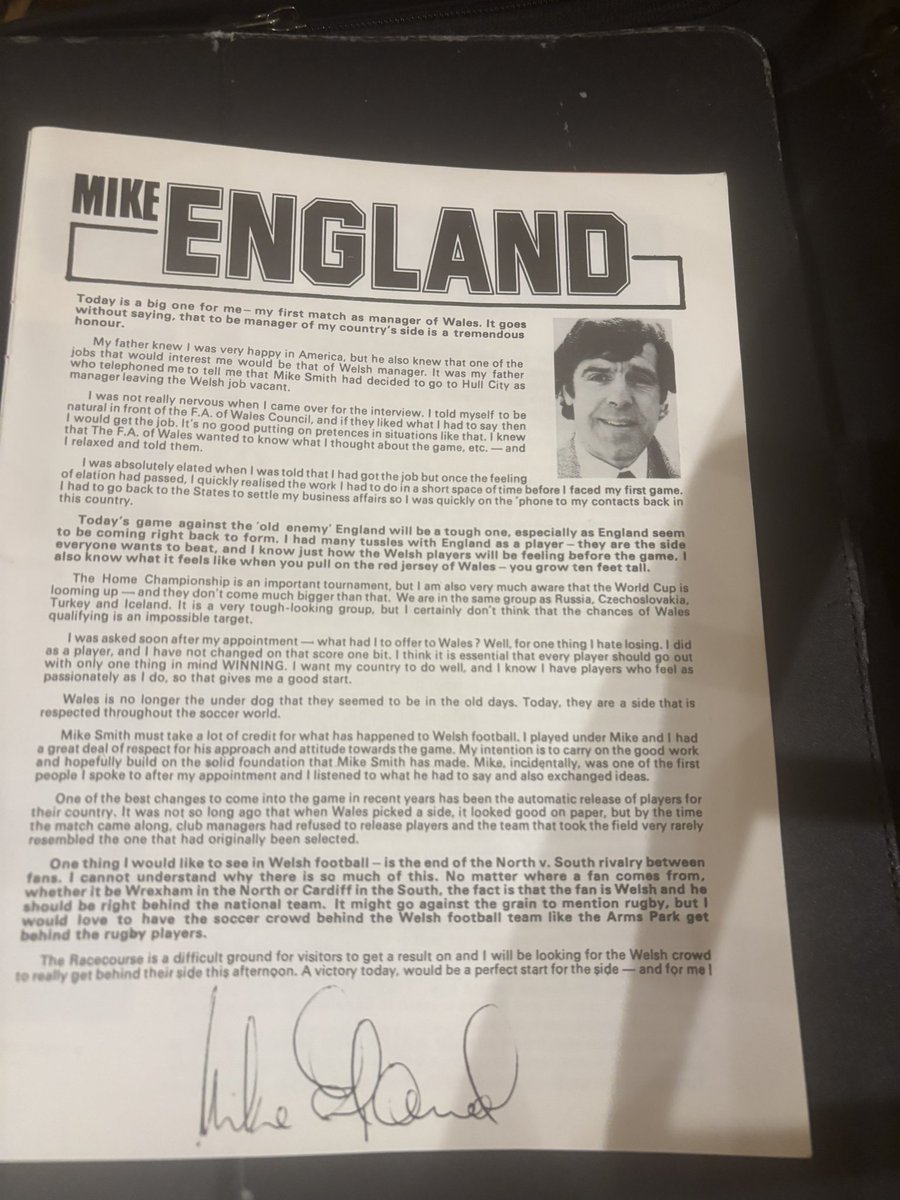 MIKE ENGLAND
Today is a big one for me – my first match as manager of Wales. It goes
without saying, that to be manager of my country's side is a tremendous
honour.
My father knew I was very happy in America, but he also knew that one of the
jobs that would interest me would be that of Welsh manager. It was my father
who telephoned me to tell me that Mike Smith had decided to go to Hull City as
manager leaving the Welsh job vacant.
I was not really nervous when I came over for the interview. I told myself to be
natural in front of the F.A. of Wales Council, and if they liked what I had to say then
I would get the job. It's no good putting on pretences in situations like that. I knew
that The F.A. of Wales wanted to know what I thought about the game, etc. — and
I relaxed and told them.
I was absolutely elated when I was told that I had got the job but once the feeling
of elation had passed, I quickly realised the work I had to do in a short space of time before I faced my first game.
I had to go back to the States to settle my business affairs so I was quickly on the 'phone to my contacts back in
this country.
Today's game against the 'old enemy' England will be a tough one, especially as England seem
to be coming right back to form. I had many tussles with England as a player – they are the side
everyone wants to beat, and I know just how the Welsh players will be feeling before the game. I
also know what it feels like when you pull on the red jersey of Wales – you grow ten feet tall.
The Home Championship is an important tournament, but I am also very much aware that the World Cup is
looming up — and they don't come much bigger than that. We are in the same group as Russia, Czechoslovakia,
Turkey and Iceland. It is a very tough-looking group, but I certainly don't think that the chances of Wales
qualifying is an impossible target.
I was asked soon after my appointment — what had I to offer to Wales? Well, for one thing I hate losing. I did
as a player, and I have not changed on that score one bit. I think it is essential that every player should go out
with only one thing in mind WINNING. I want my country to do well, and I know I have players who feel as
passionately as I do, so that gives me a good start.
Wales is no longer the under dog that they seemed to be in the old days. Today, they are a side that is
respected throughout the soccer world.
Mike Smith must take a lot of credit for what has happened to Welsh football. I played under Mike and I had
a great deal of respect for his approach and attitude towards the game. My intention is to carry on the good work
and hopefully build on the solid foundation that Mike Smith has made. Mike, incidentally, was one of the first
people I spoke to after my appointment and I listened to what he had to say and also exchanged ideas.
One of the best changes to come into the game in recent years has been the automatic release of players for
their country. It was not so long ago that when Wales picked a side, it looked good on paper, but by the time
the match came along, club managers had refused to release players and the team that took the field very rarely
resembled the one that had originally been selected.
One thing I would like to see in Welsh football – is the end of the North v. South rivalry between
fans. I cannot understand why there is so much of this. No matter where a fan comes from,
whether it be Wrexham in the North or Cardiff in the South, the fact is that the fan is Welsh and he
should be right behind the national team. It might go against the grain to mention rugby, but I
would love to have the soccer crowd behind the Welsh football team like the Arms Park get
behind the rugby players.
The Racecourse is a difficult ground for visitors to get a result on and I will be looking for the Welsh crowd
to really get behind their side this afternoon. A victory today, would be a perfect start for the side — and for me!
Mike England